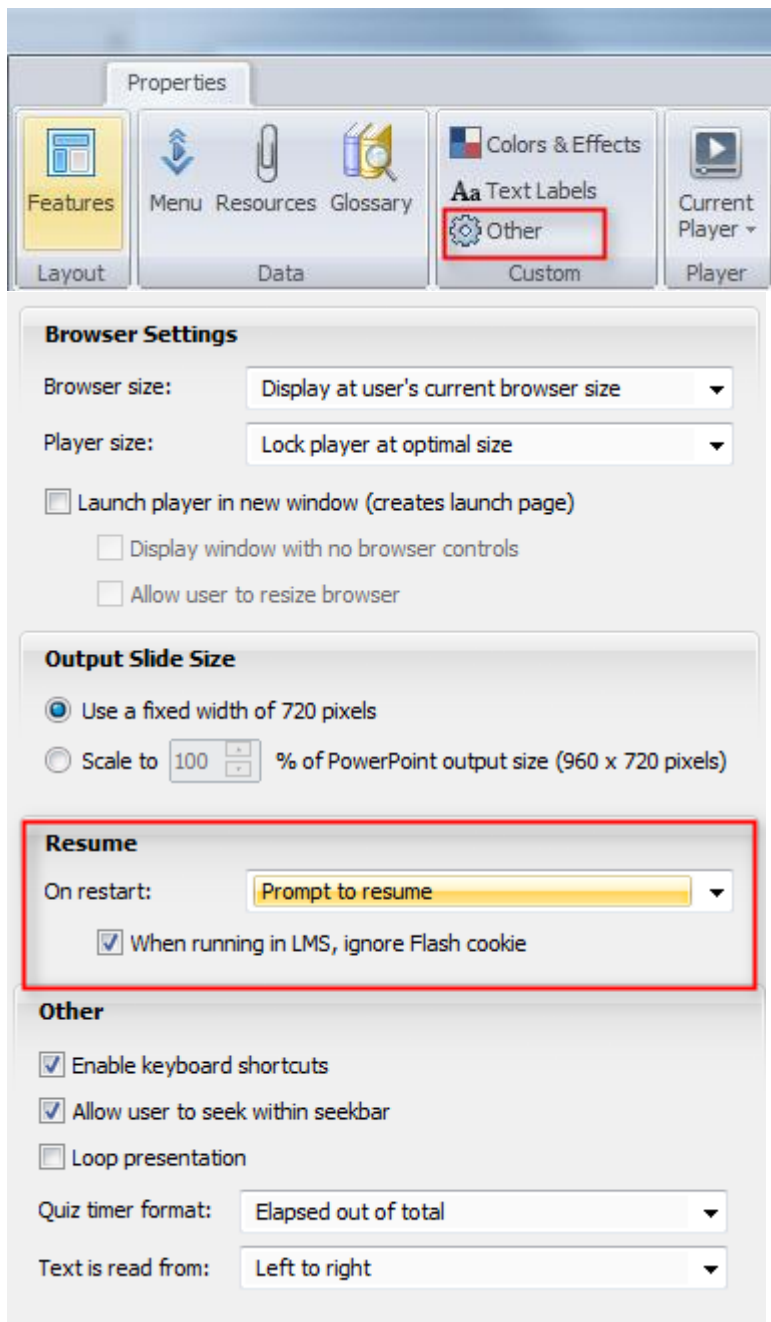 Properties
Features
Menu Resources Glossary
Colors & Effects
Aa Text Labels
Other
Current
Player
Layout
Data
Custom
Player
Browser Settings
Browser size: Display at user's current browser size
Player size: Lock player at optimal size
Launch player in new window (creates launch page)
Display window with no browser controls
Allow user to resize browser
Output Slide Size
Use a fixed width of 720 pixels
Scale to 100 % of PowerPoint output size (960 x 720 pixels)
Resume
On restart: Prompt to resume
When running in LMS, ignore Flash cookie
Other
Enable keyboard shortcuts
Allow user to seek within seekbar
Loop presentation
Quiz timer format: Elapsed out of total
Text is read from: Left to right